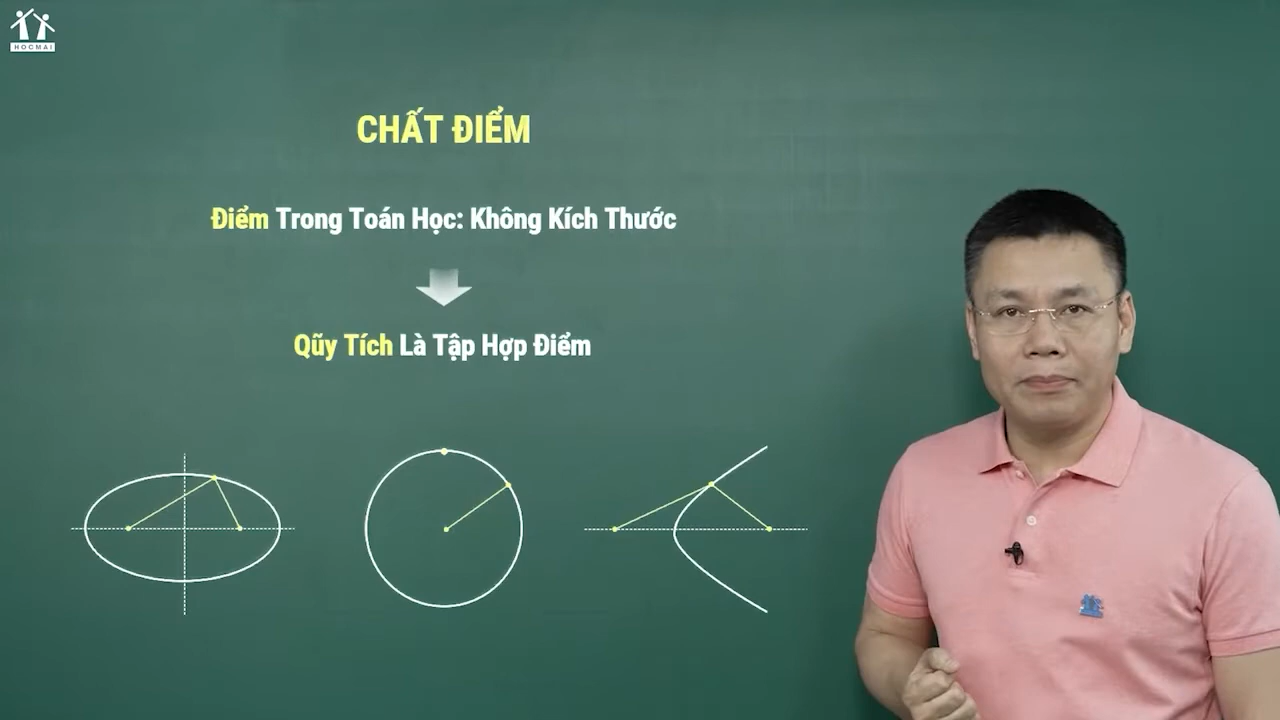 HOCMAI
CHẤT ĐIỂM
Điểm Trong Toán Học: Không Kích Thước
Qũy Tích Là Tập Hợp Điểm